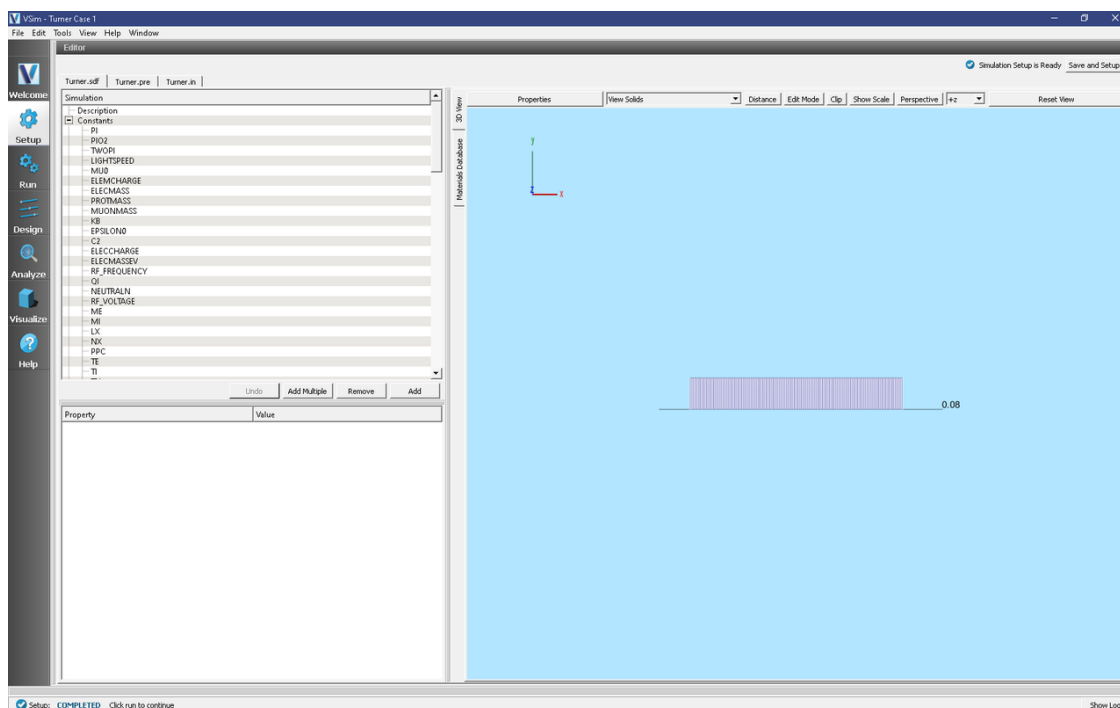 VSim - Turner Case 1
File Edit Tools View Help Window
Editor
Simulation Setup is Ready Save and Setup
Turner.sdf Turner.pre Turner.in
Welcome
Setup
Run
Design
Analyze
Visualize
Help
Simulation
Description
Constants
PI
PIO2
TWOPI
LIGHTSPEED
MU0
ELEMCHARGE
ELECMASS
PROTMASS
MUONMASS
KB
EPSILON0
C2
ELECCHARGE
ELECMASSEV
RF_FREQUENCY
QI
NEUTRALN
RF_VOLTAGE
ME
MI
LX
NX
PPC
TE
TI
Undo Add Multiple Remove Add
Property Value
3D View
Materials Database
Properties View Solids Distance Edit Mode Clip Show Scale Perspective +z Reset View
y
z
x
0.08
Setup: COMPLETED Click run to continue